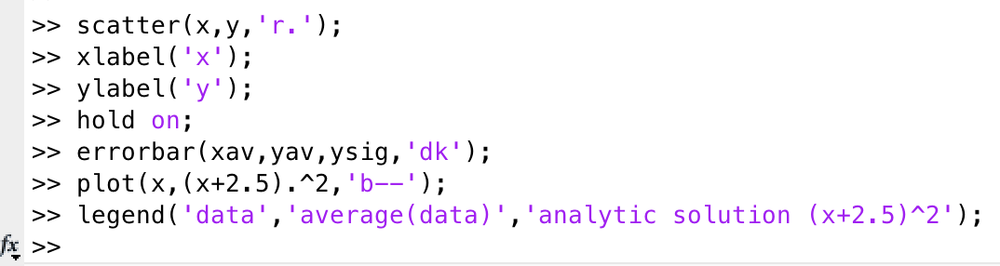 >> scatter(x,y,'r.');
>> xlabel('x');
>> ylabel('y');
>> hold on;
>> errorbar(xav,yav,ysig,'dk');
>> plot(x,(x+2.5).^2,'b--');
>> legend('data','average(data)','analytic solution (x+2.5)^2');
fx >>